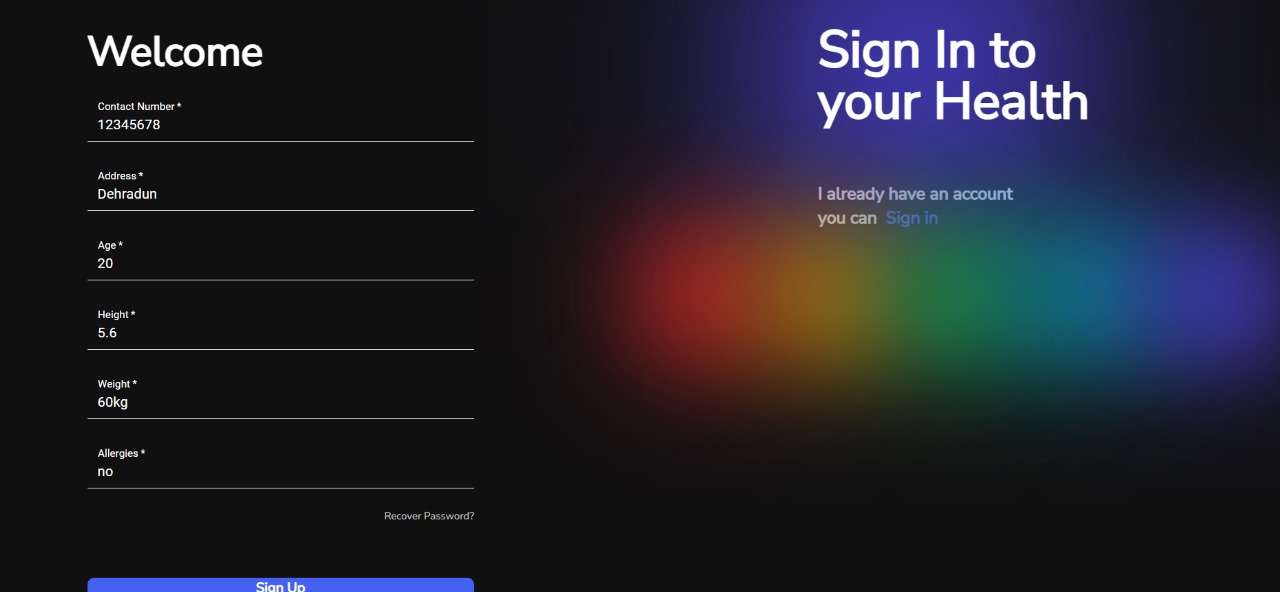 Welcome
Contact Number *
12345678
Address *
Dehradun
Age *
20
Height *
5.6
Weight *
60kg
Allergies *
no
Recover Password?
Sign Up
Sign In to
your Health
I already have an account
you can Sign in